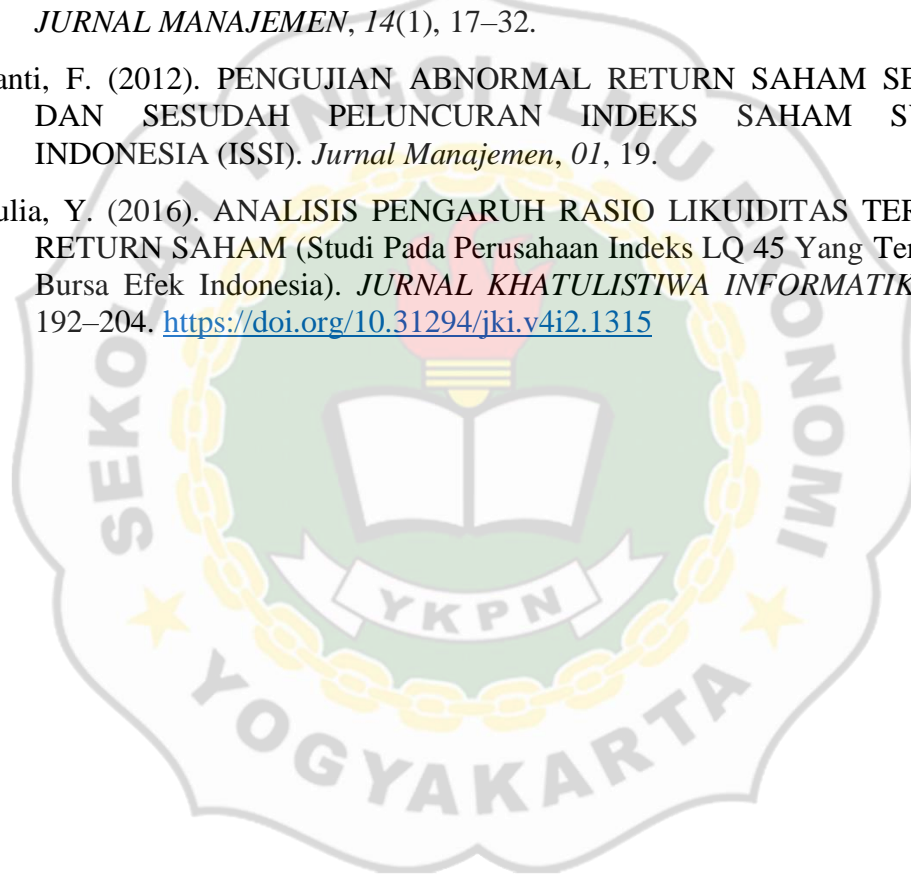 JURNAL MANAJEMEN, 14(1), 17–32.
anti, F. (2012). PENGUJIAN ABNORMAL RETURN SAHAM SE
DAN SESUDAH PELUNCURAN INDEKS SAHAM S
INDONESIA (ISSI). Jurnal Manajemen, 01, 19.
ulia, Y. (2016). ANALISIS PENGARUH RASIO LIKUIDITAS TER
RETURN SAHAM (Studi Pada Perusahaan Indeks LQ 45 Yang Ter
Bursa Efek Indonesia). JURNAL KHATULISTIWA INFORMATIK
192–204. https://doi.org/10.31294/jki.v4i2.1315
SEKOLAH TINGGI ILMU EKONOMI
YKPN
YOGYAKARTA